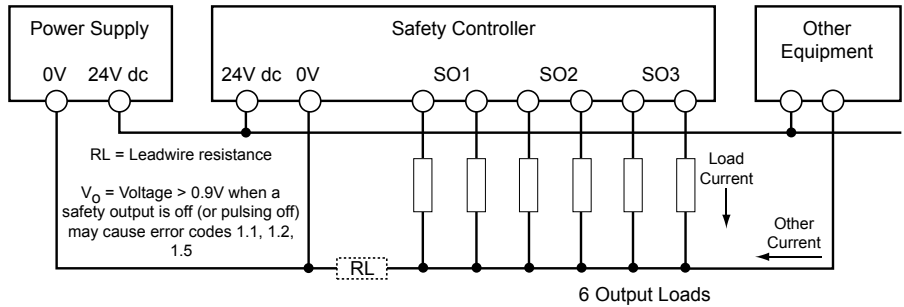 Power Supply
0V 24V dc
Safety Controller
24V dc 0V
SO1 SO2 SO3
Other
Equipment
RL = Leadwire resistance
VO = Voltage > 0.9V when a
safety output is off (or pulsing off)
may cause error codes 1.1, 1.2,
1.5
Load
Current
Other
Current
RL
6 Output Loads